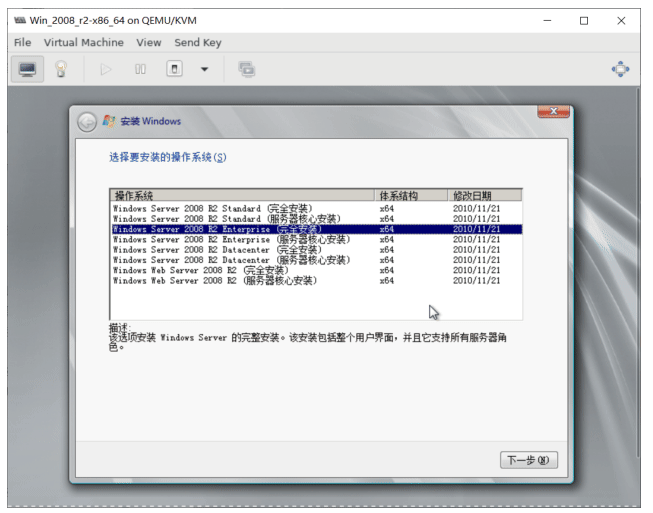 Win_2008_r2-x86_64 on QEMU/KVM
File Virtual Machine View Send Key
安装 Windows
选择要安装的操作系统(S)
操作系统 体系结构 修改日期
Windows Server 2008 R2 Standard (完全安装) x64 2010/11/21
Windows Server 2008 R2 Standard (服务器核心安装) x64 2010/11/21
Windows Server 2008 R2 Enterprise (完全安装) x64 2010/11/21
Windows Server 2008 R2 Enterprise (服务器核心安装) x64 2010/11/21
Windows Server 2008 R2 Datacenter (完全安装) x64 2010/11/21
Windows Server 2008 R2 Datacenter (服务器核心安装) x64 2010/11/21
Windows Web Server 2008 R2 (完全安装) x64 2010/11/21
Windows Web Server 2008 R2 (服务器核心安装) x64 2010/11/21
描述:
该选项安装 Windows Server 的完整安装。该安装包括整个用户界面，并且它支持所有服务器角
色。
下一步(N)